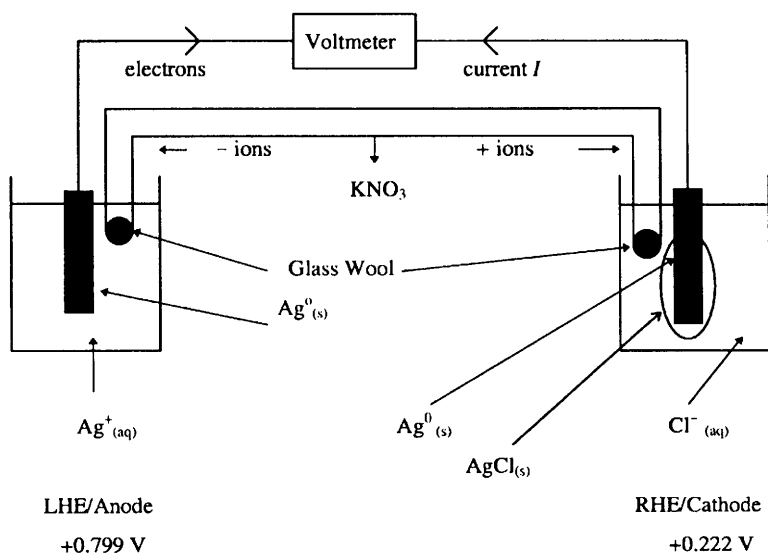 Voltmeter
electrons
current I
− ions
+ ions
KNO₃
Glass Wool
Ag⁰(s)
Ag⁺(aq)
Ag⁰(s)
Cl⁻(aq)
AgCl(s)
LHE/Anode
RHE/Cathode
+0.799 V
+0.222 V